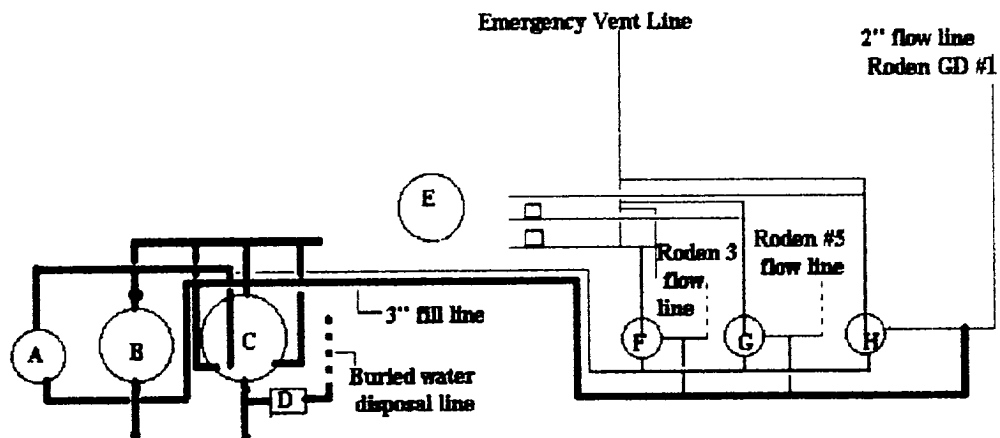 Emergency Vent Line
2" flow line
Roden GD #1
E
Roden 3
flow
line
Roden #5
flow line
3" fill line
A
B
C
D
F
G
H
Buried water
disposal line